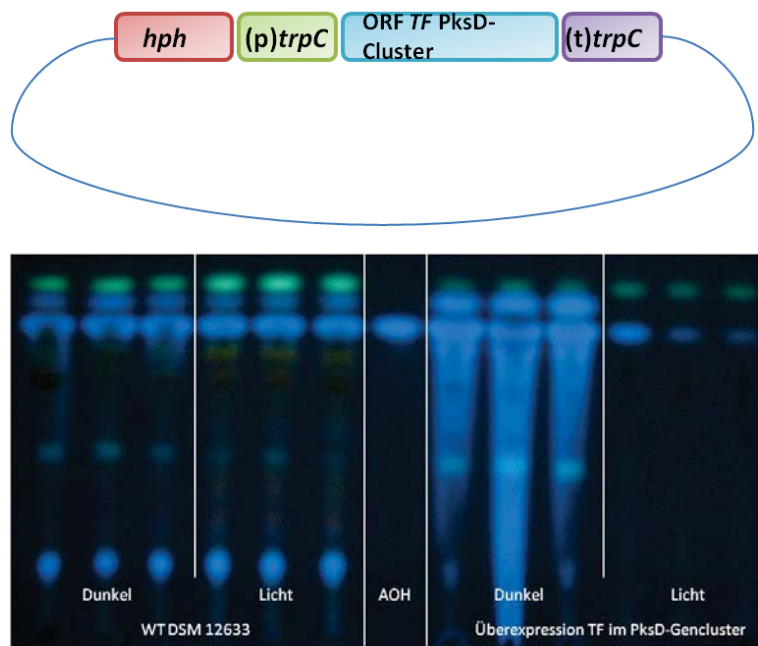 hph
(p)trpC
ORF TF PksD-
Cluster
(t)trpC
Dunkel
Licht
AOH
Dunkel
Licht
WT DSM 12633
Überexpression TF im PksD-Gencluster